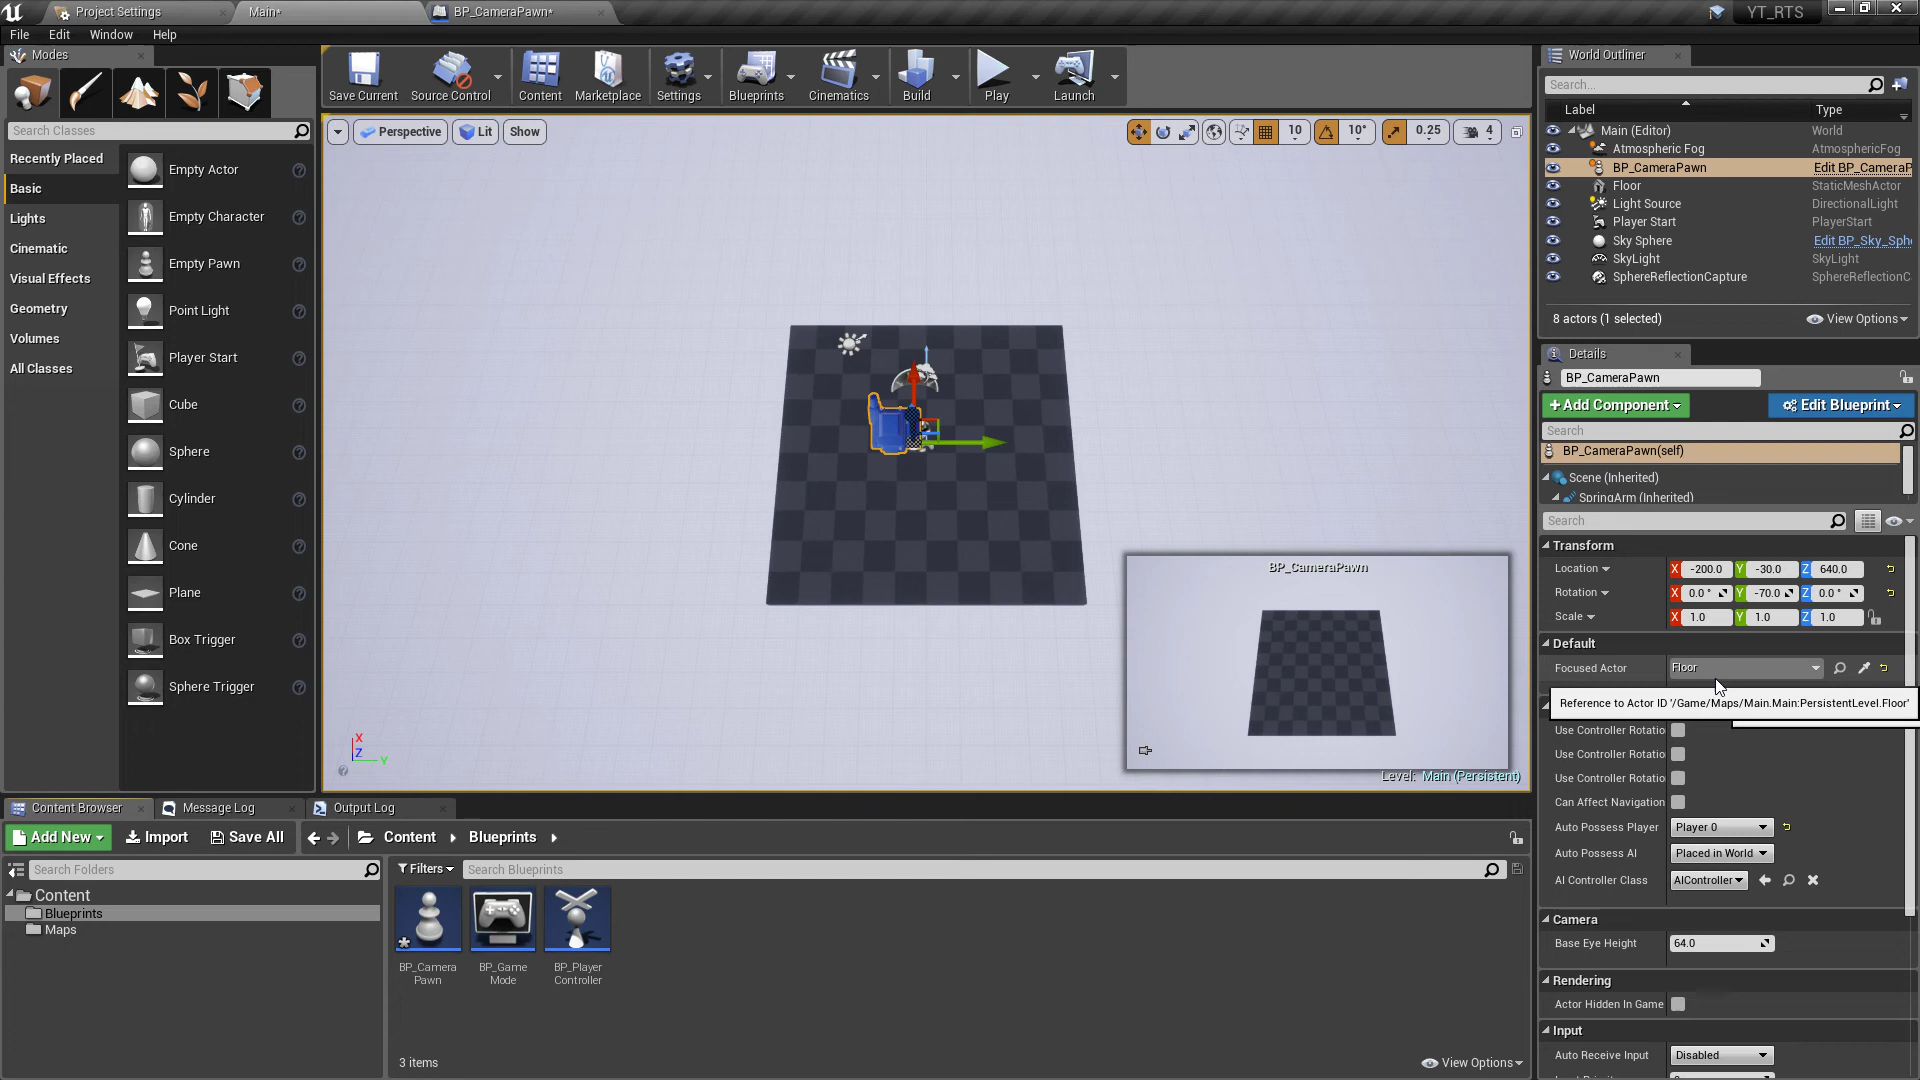 Project Settings
Main*
BP_CameraPawn*
YT_RTS
File
Edit
Window
Help
Modes
Search Classes
Recently Placed
Basic
Lights
Cinematic
Visual Effects
Geometry
Volumes
All Classes
Empty Actor
Empty Character
Empty Pawn
Point Light
Player Start
Cube
Sphere
Cylinder
Cone
Plane
Box Trigger
Sphere Trigger
Save Current
Source Control
Content
Marketplace
Settings
Blueprints
Cinematics
Build
Play
Launch
Perspective
Lit
Show
10
10°
0.25
4
BP_CameraPawn
X
Z
Y
Level: Main (Persistent)
World Outliner
Search...
Label
Type
Main (Editor)
World
Atmospheric Fog
AtmosphericFog
BP_CameraPawn
Edit BP_CameraP
Floor
StaticMeshActor
Light Source
DirectionalLight
Player Start
PlayerStart
Sky Sphere
Edit BP_Sky_Sph
SkyLight
SkyLight
SphereReflectionCapture
SphereReflectionC
8 actors (1 selected)
View Options
Details
BP_CameraPawn
+Add Component
Edit Blueprint
Search
BP_CameraPawn(self)
Scene (Inherited)
SpringArm (Inherited)
Search
Transform
Location
X
-200.0
Y
-30.0
Z
640.0
Rotation
X
0.0 °
Y
-70.0
Z
0.0 °
Scale
X
1.0
Y
1.0
Z
1.0
Default
Focused Actor
Floor
Reference to Actor ID '/Game/Maps/Main.Main:PersistentLevel.Floor'
Use Controller Rotatio
Use Controller Rotatio
Use Controller Rotatio
Can Affect Navigation
Auto Possess Player
Player 0
Auto Possess AI
Placed in World
AI Controller Class
AIController
Camera
Base Eye Height
64.0
Rendering
Actor Hidden In Game
Input
Auto Receive Input
Disabled
Content Browser
Message Log
Output Log
Add New
Import
Save All
Content
Blueprints
Search Folders
Filters
Search Blueprints
Content
Blueprints
Maps
BP_Camera
Pawn
BP_Game
Mode
BP_Player
Controller
3 items
View Options